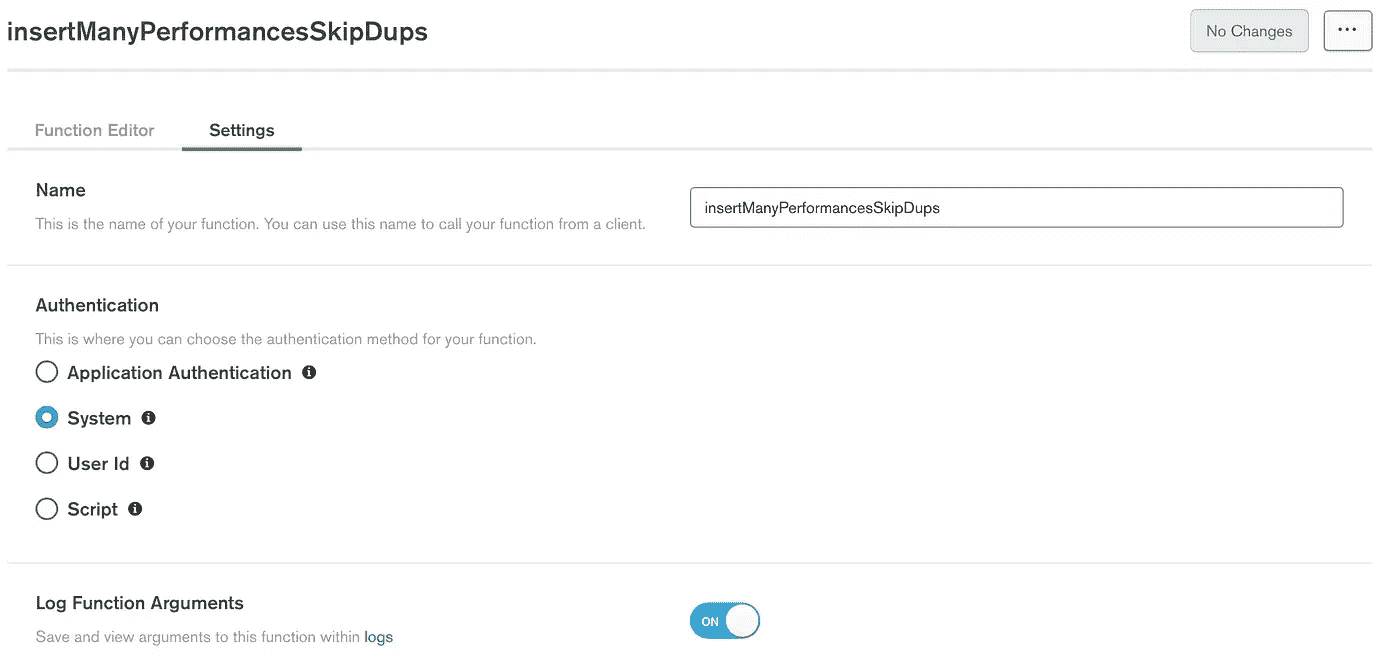 insertManyPerformancesSkipDups
No Changes
...
Function Editor
Settings
Name
This is the name of your function. You can use this name to call your function from a client.
insertManyPerformancesSkipDups
Authentication
This is where you can choose the authentication method for your function.
Application Authentication i
System i
User Id i
Script i
Log Function Arguments
Save and view arguments to this function within logs
ON